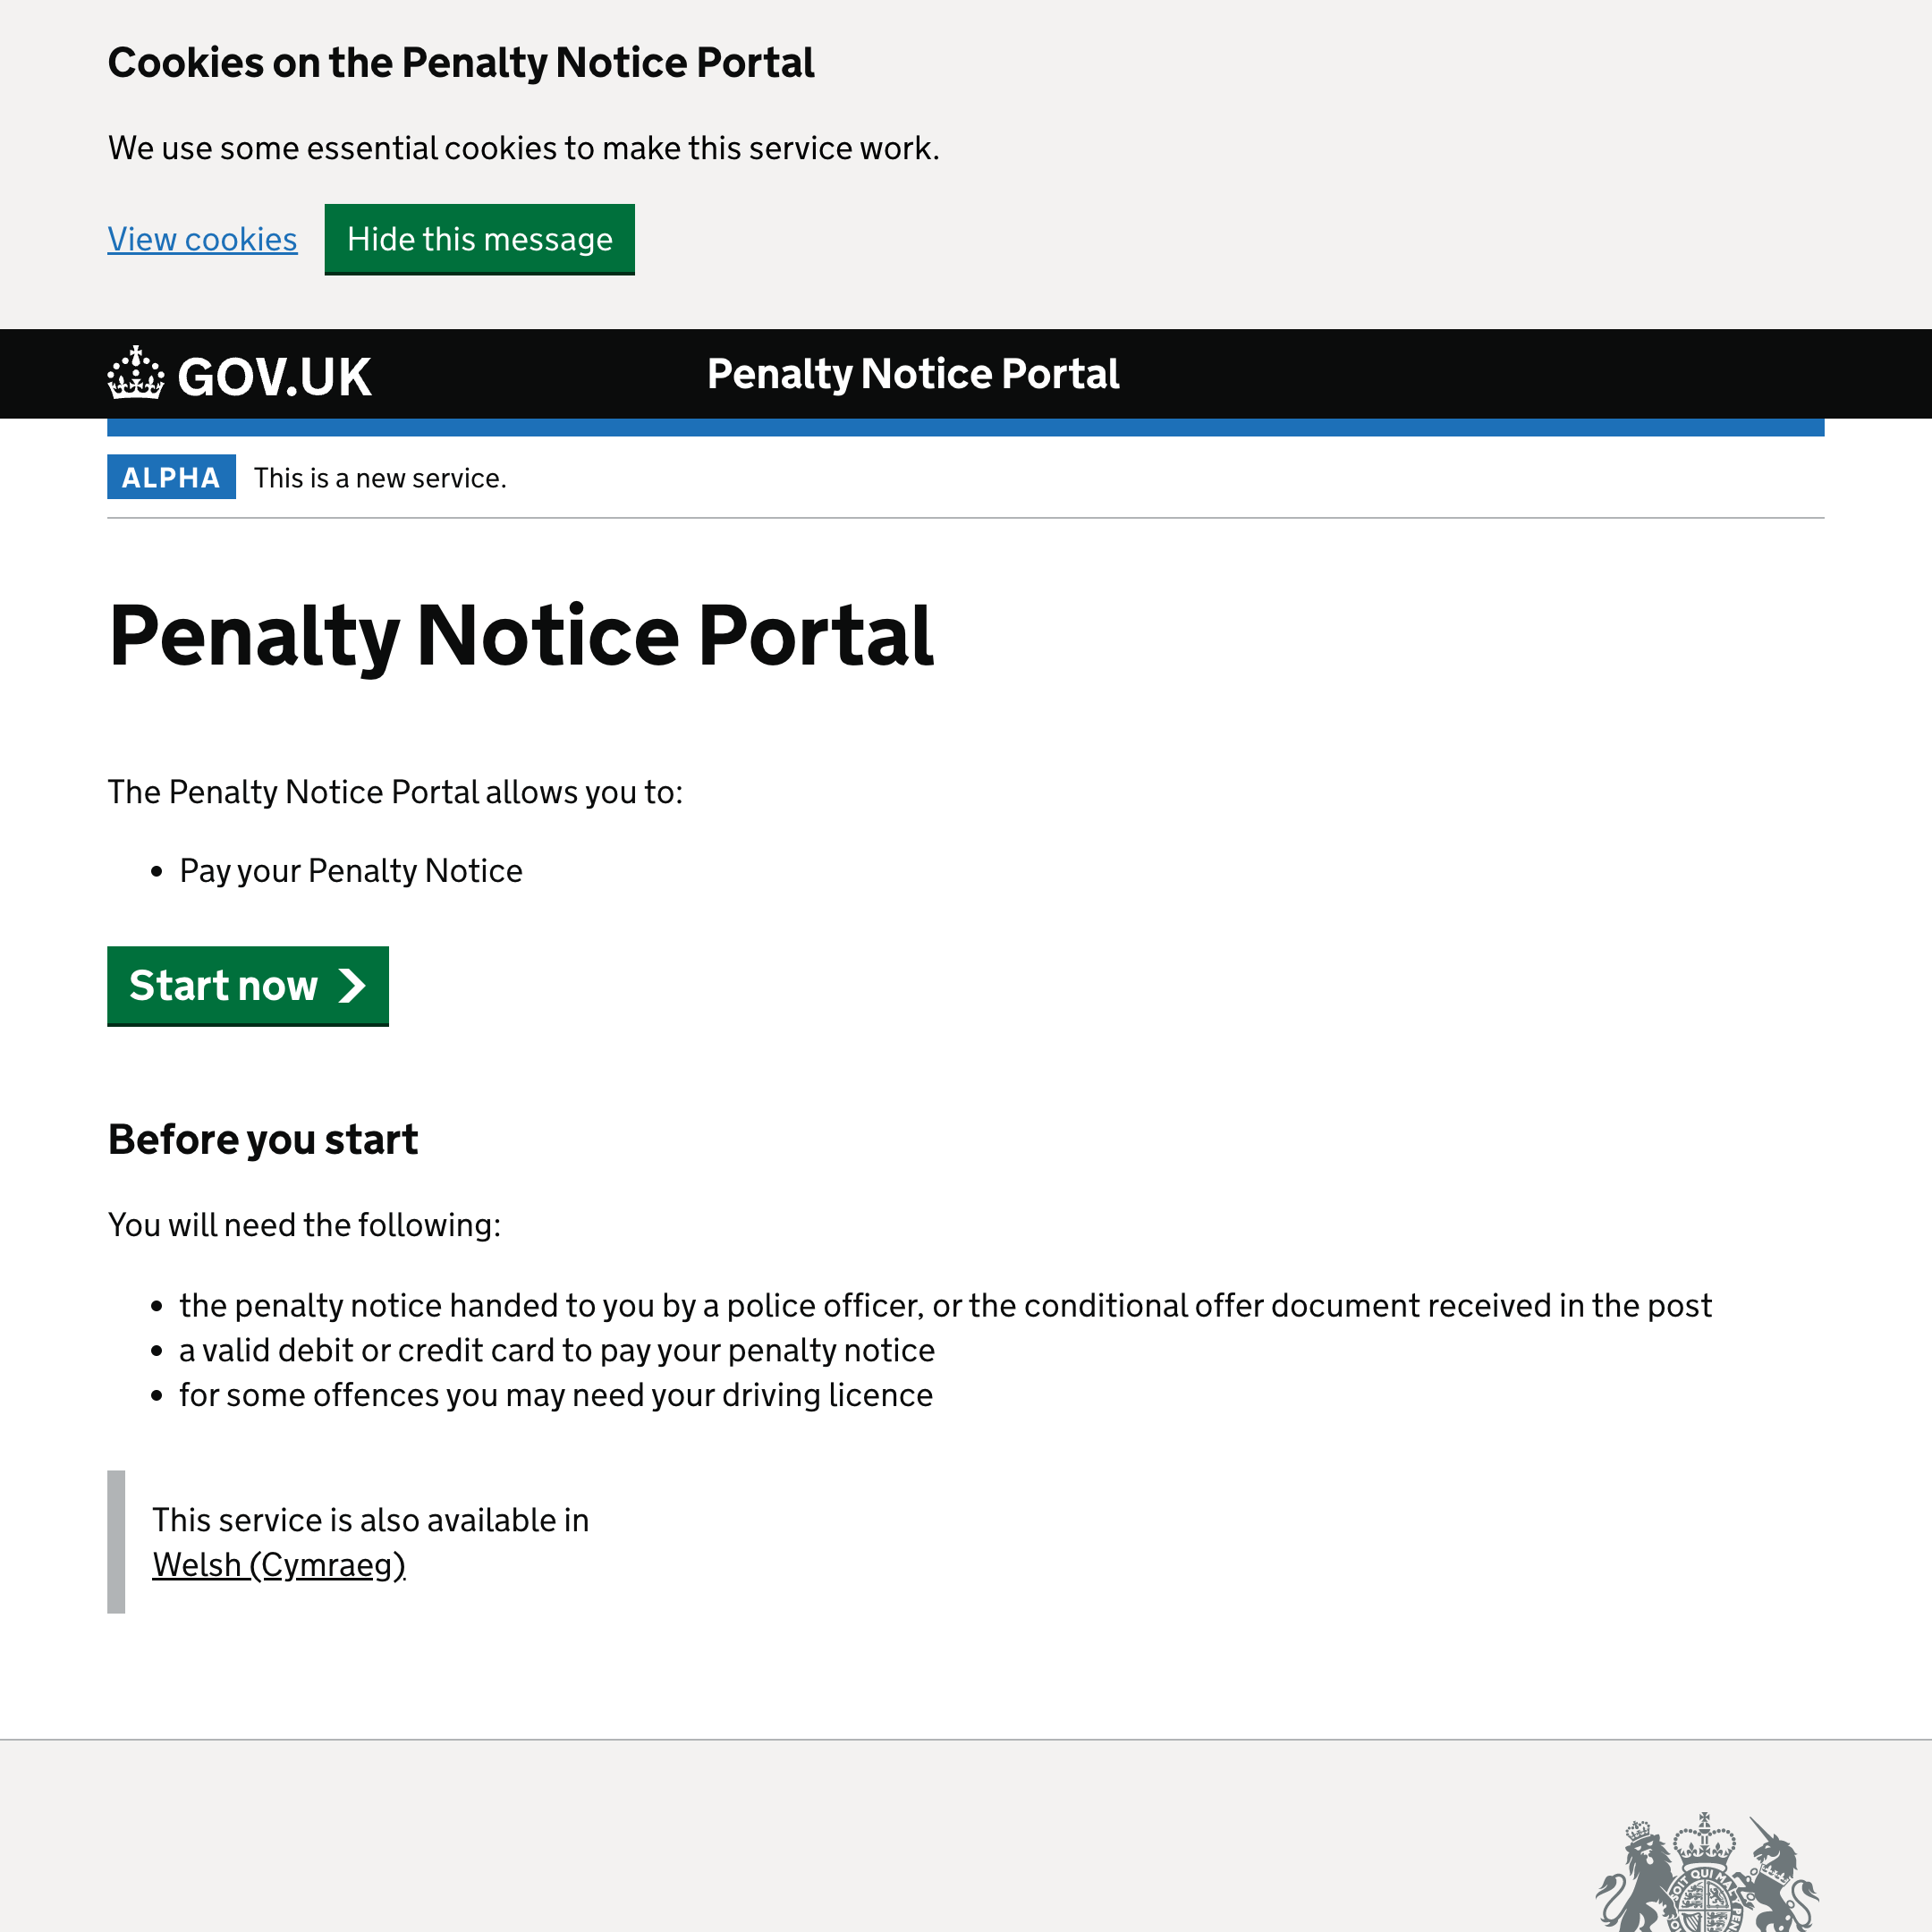 Cookies on the Penalty Notice Portal
We use some essential cookies to make this service work.
View cookies
Hide this message
GOV.UK
Penalty Notice Portal
ALPHA
This is a new service.
Penalty Notice Portal
The Penalty Notice Portal allows you to:
Pay your Penalty Notice
Start now
Before you start
You will need the following:
the penalty notice handed to you by a police officer, or the conditional offer document received in the post
a valid debit or credit card to pay your penalty notice
for some offences you may need your driving licence
This service is also available in
Welsh (Cymraeg)